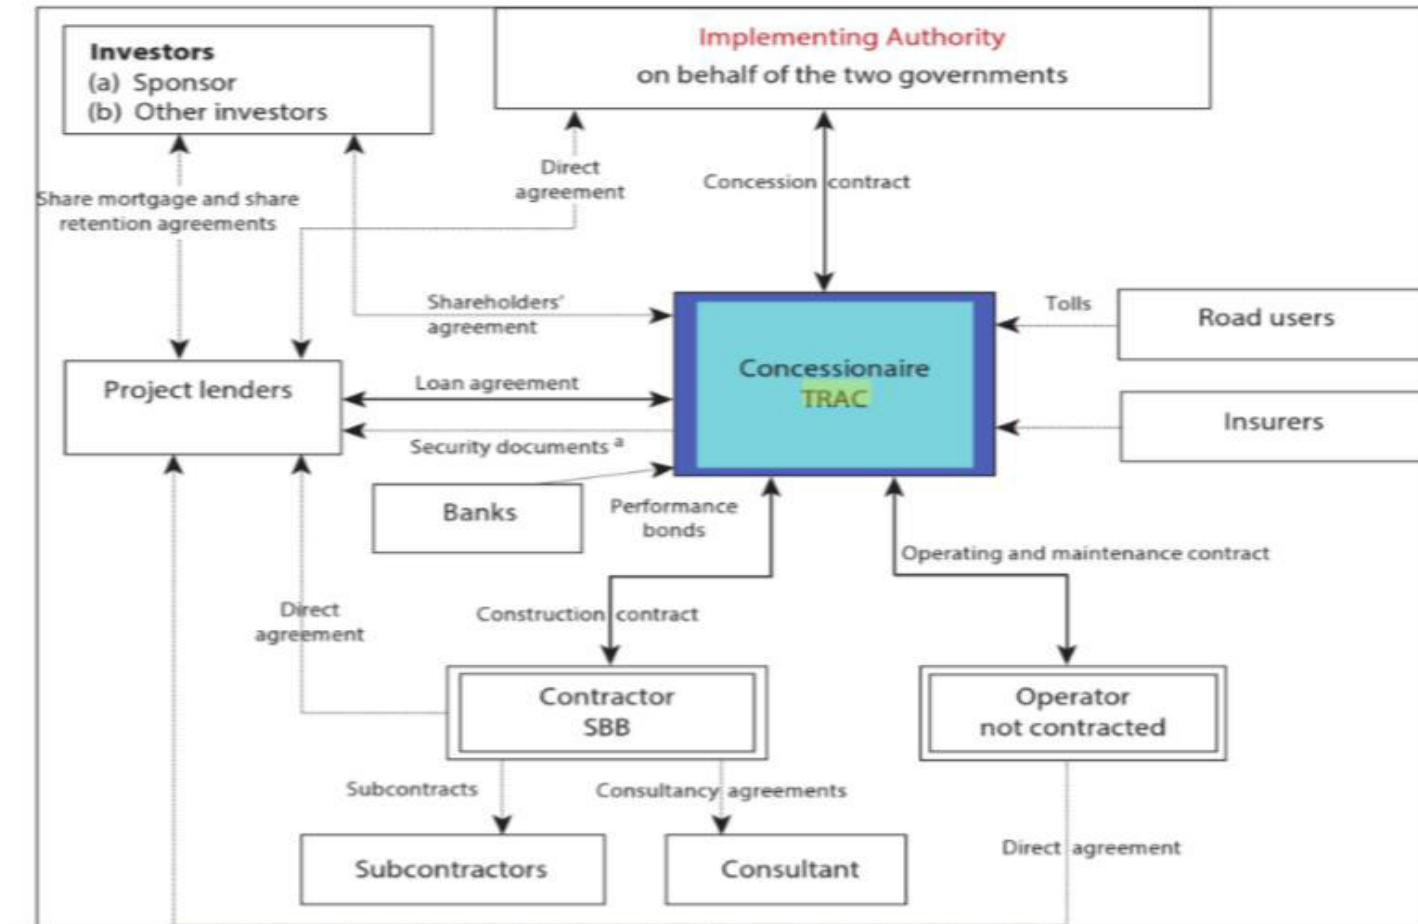 Investors
(a) Sponsor
(b) Other investors
Implementing Authority
on behalf of the two governments
Direct
agreement
Concession contract
Share mortgage and share
retention agreements
Shareholders'
agreement
Tolls
Road users
Project lenders
Loan agreement
Concessionaire
TRAC
Security documents a
Insurers
Banks
Performance
bonds
Operating and maintenance contract
Direct
agreement
Construction contract
Contractor
SBB
Operator
not contracted
Subcontracts
Consultancy agreements
Subcontractors
Consultant
Direct agreement